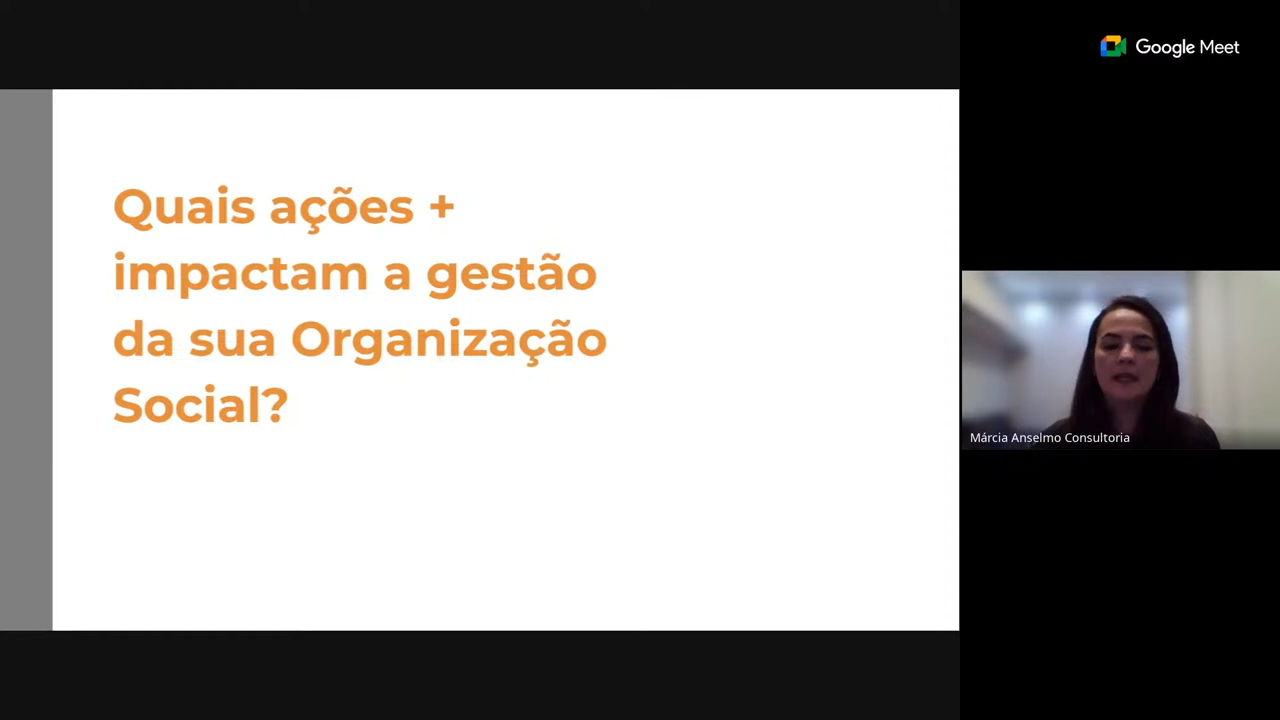 Google Meet
Quais ações +
impactam a gestão
da sua Organização
Social?
Márcia Anselmo Consultoria